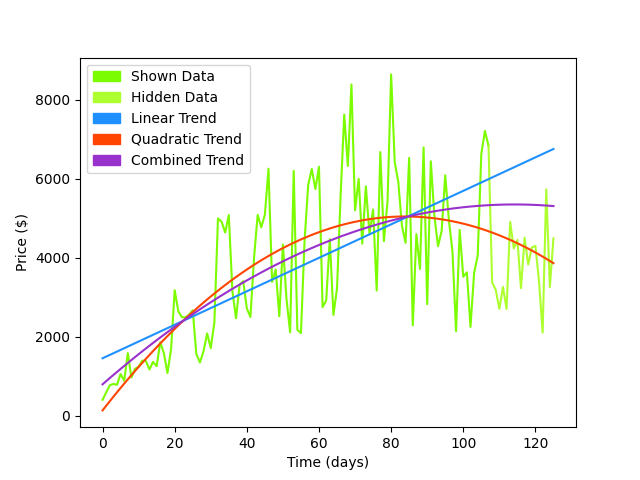 Shown Data
Hidden Data
Linear Trend
Quadratic Trend
Combined Trend
Price ($)
8000
6000
4000
2000
0
0 20 40 60 80 100 120
Time (days)